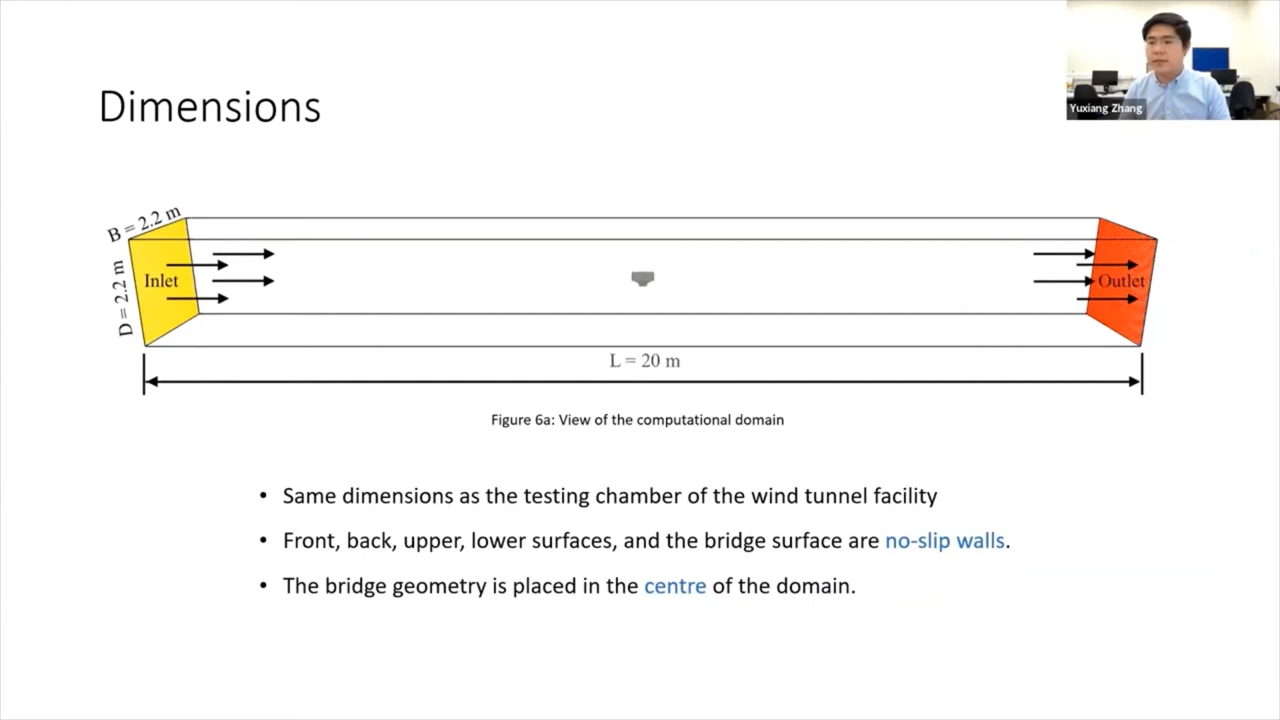 Yuxiang Zhang
Dimensions
B = 2.2 m
D = 2.2 m
Inlet
Outlet
L = 20 m
Figure 6a: View of the computational domain
• Same dimensions as the testing chamber of the wind tunnel facility
• Front, back, upper, lower surfaces, and the bridge surface are no-slip walls.
• The bridge geometry is placed in the centre of the domain.